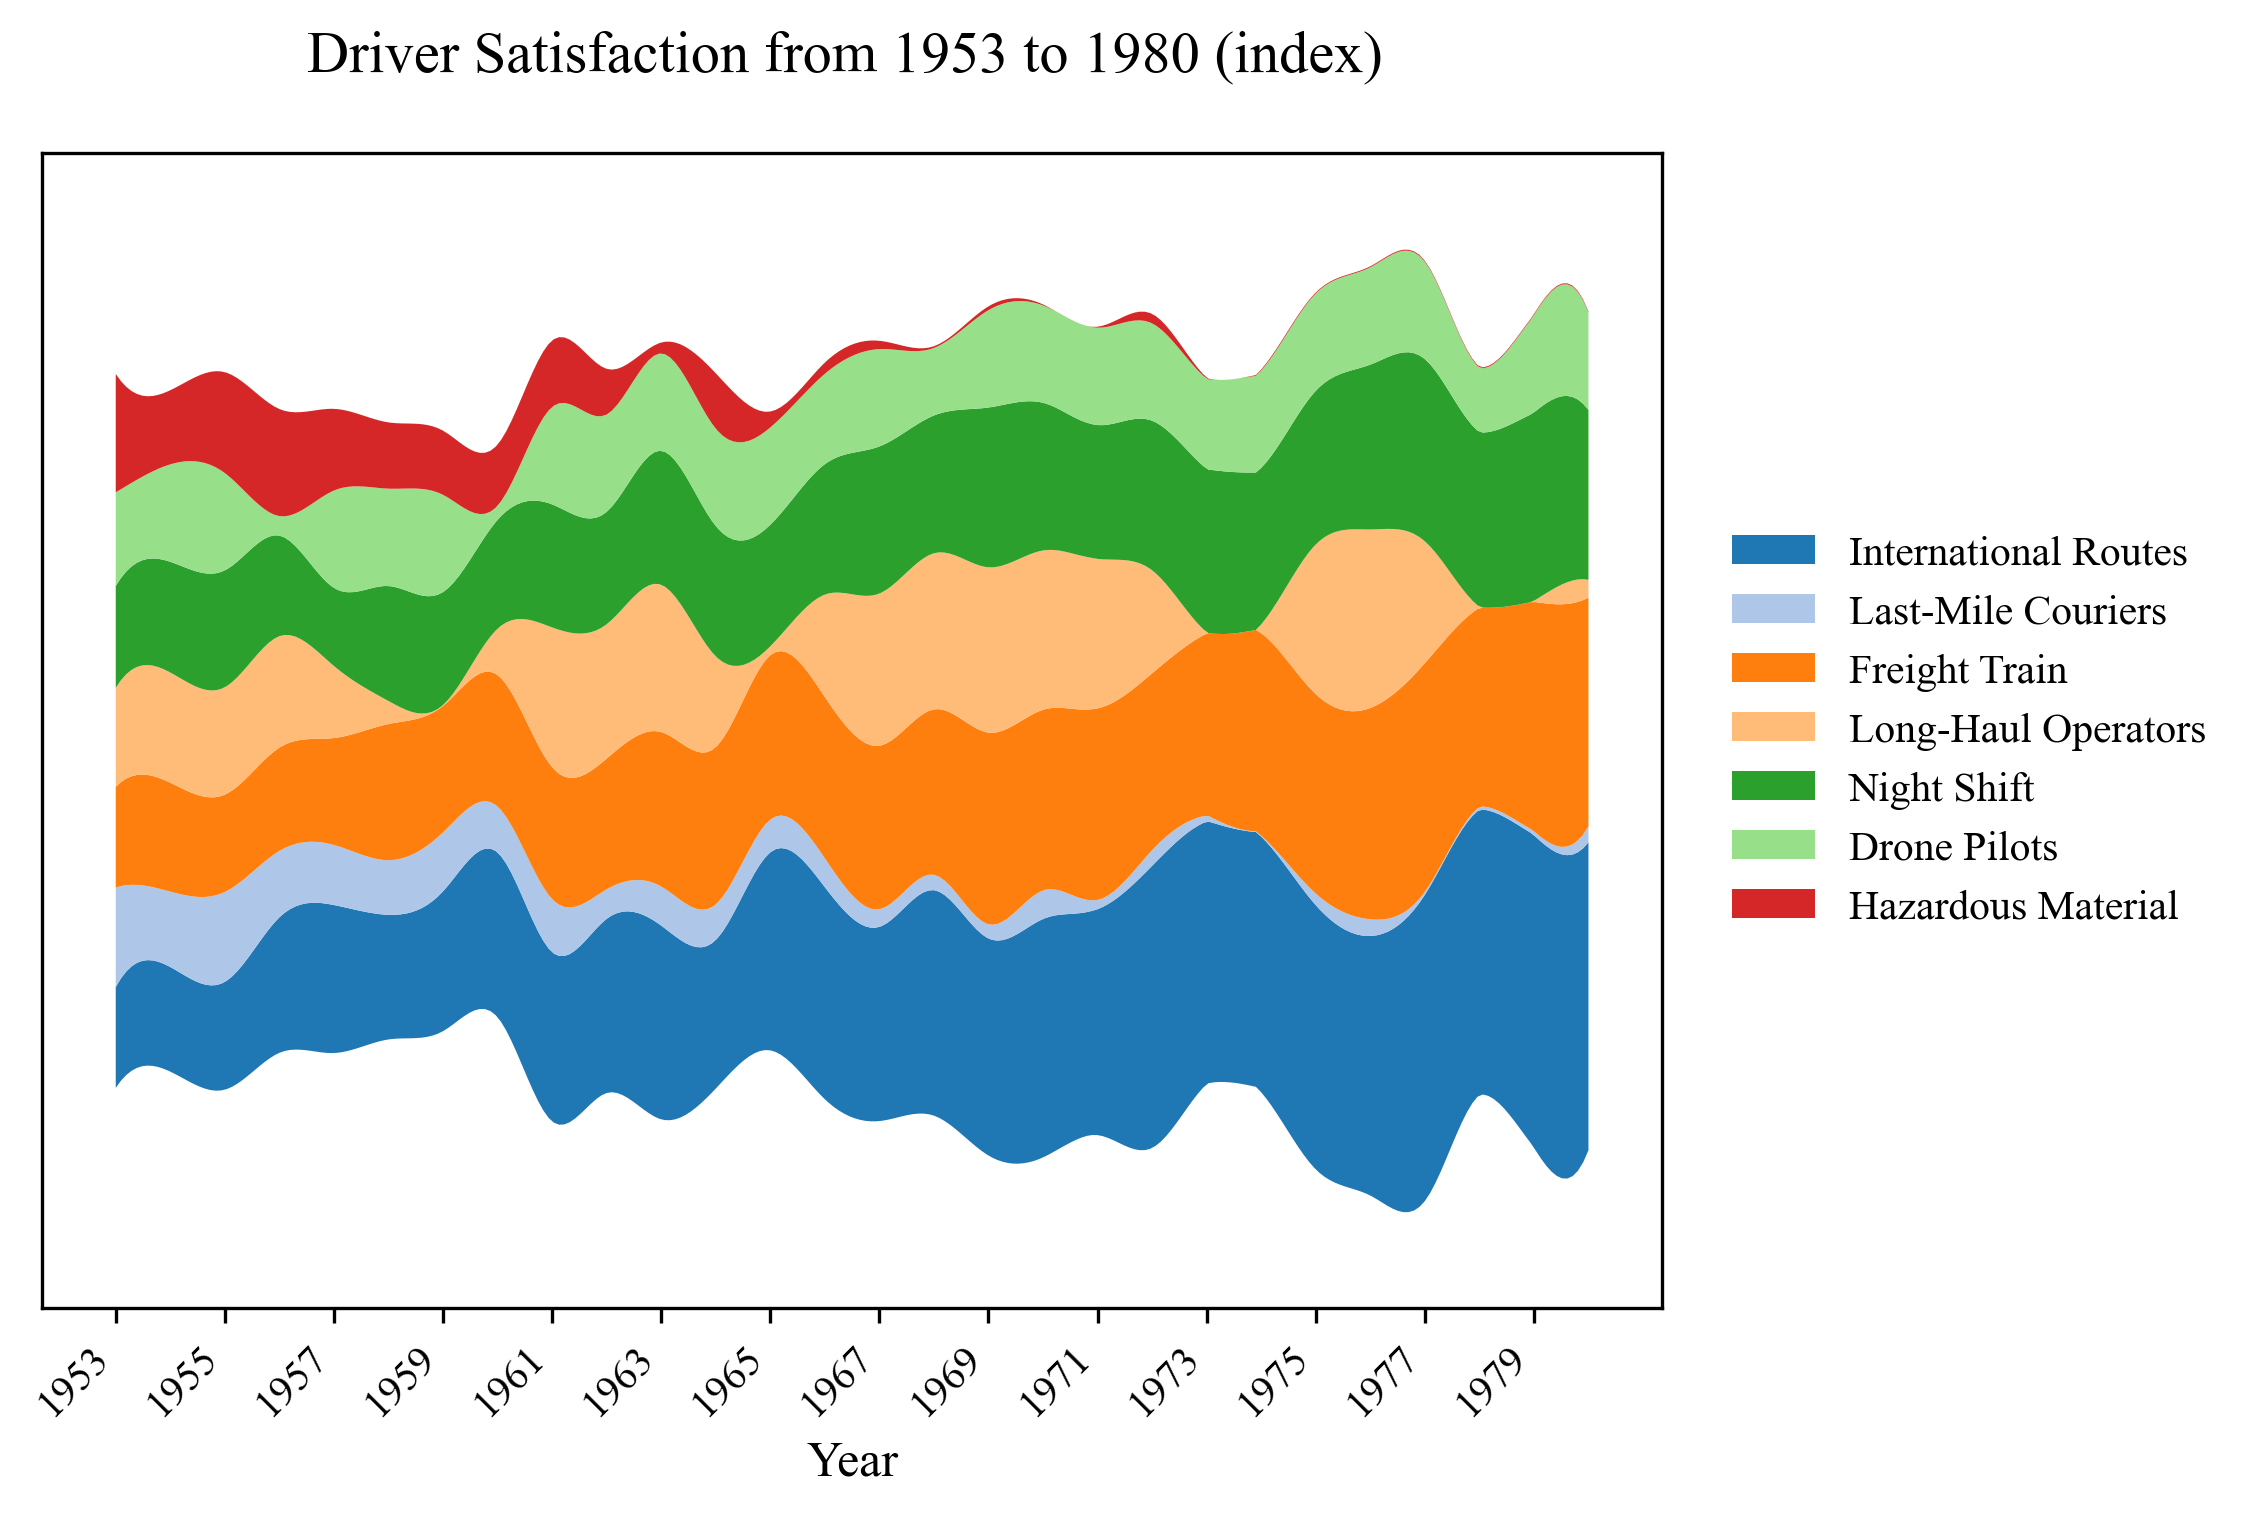 Driver Satisfaction from 1953 to 1980 (index)
International Routes
Last-Mile Couriers
Freight Train
Long-Haul Operators
Night Shift
Drone Pilots
Hazardous Material
1953 1955 1957 1959 1961 1963 1965 1967 1969 1971 1973 1975 1977 1979
Year